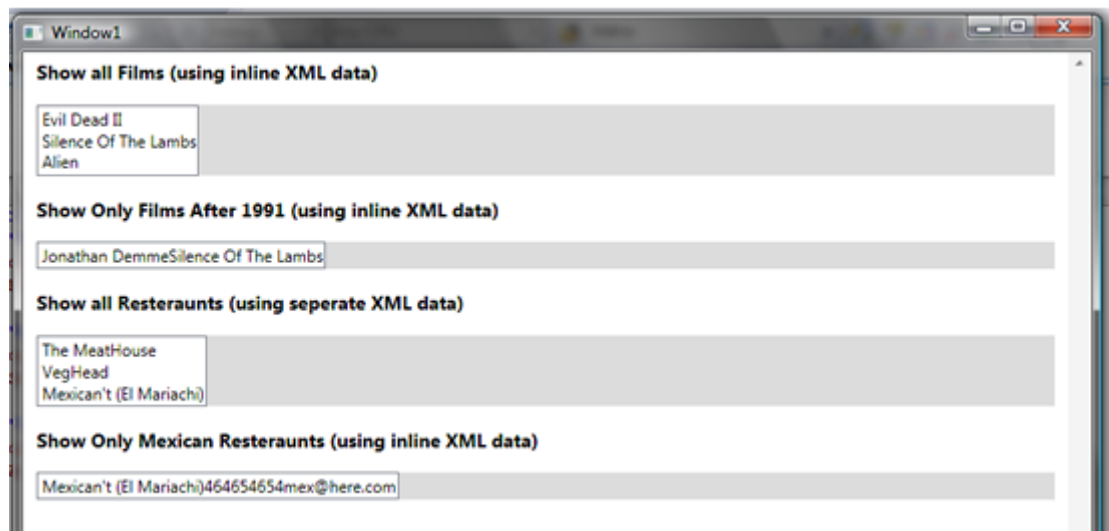 Window1
Show all Films (using inline XML data)
Evil Dead II
Silence Of The Lambs
Alien
Show Only Films After 1991 (using inline XML data)
Jonathan DemmeSilence Of The Lambs
Show all Resteraunts (using seperate XML data)
The MeatHouse
VegHead
Mexican't (El Mariachi)
Show Only Mexican Resteraunts (using inline XML data)
Mexican't (El Mariachi)464654654mex@here.com